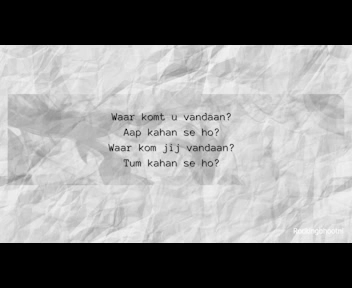 Waar komt u vandaan?
Aap kahan se ho?
Waar kom jij vandaan?
Tum kahan se ho?